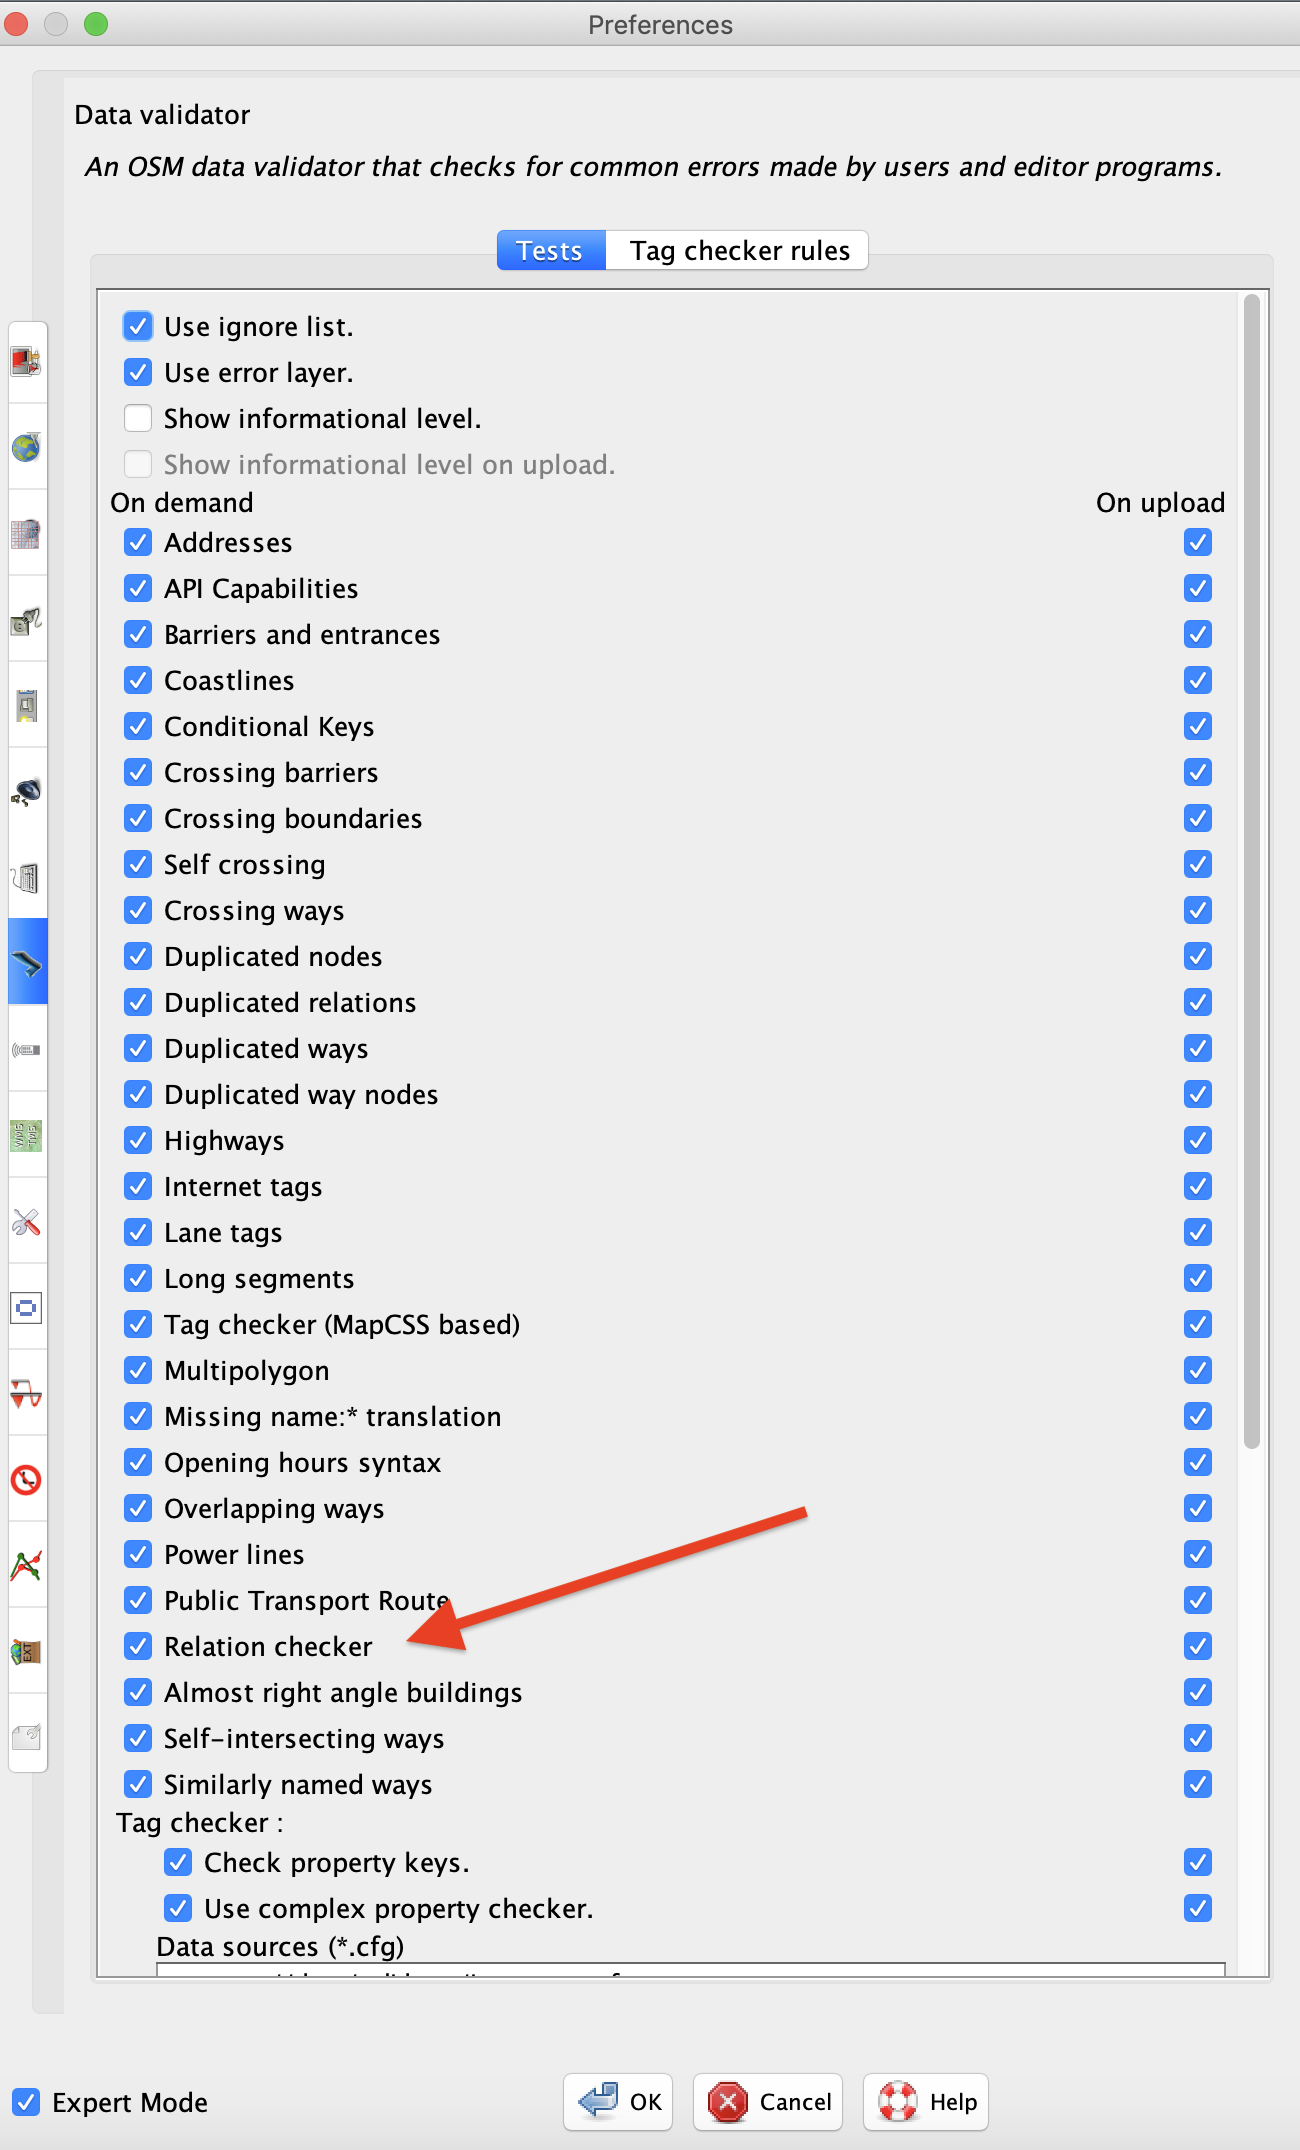 Preferences
Data validator
An OSM data validator that checks for common errors made by users and editor programs.
Tests Tag checker rules
Use ignore list.
Use error layer.
Show informational level.
Show informational level on upload.
On demand On upload
Addresses
API Capabilities
Barriers and entrances
Coastlines
Conditional Keys
Crossing barriers
Crossing boundaries
Self crossing
Crossing ways
Duplicated nodes
Duplicated relations
Duplicated ways
Duplicated way nodes
Highways
WMS
TMS
Internet tags
Lane tags
Long segments
Tag checker (MapCSS based)
Multipolygon
Missing name:* translation
Opening hours syntax
Overlapping ways
Power lines
Public Transport Route
Relation checker
EXT
Almost right angle buildings
Self-intersecting ways
Similarly named ways
Tag checker :
Check property keys.
Use complex property checker.
Data sources (*.cfg)
Expert Mode OK Cancel Help